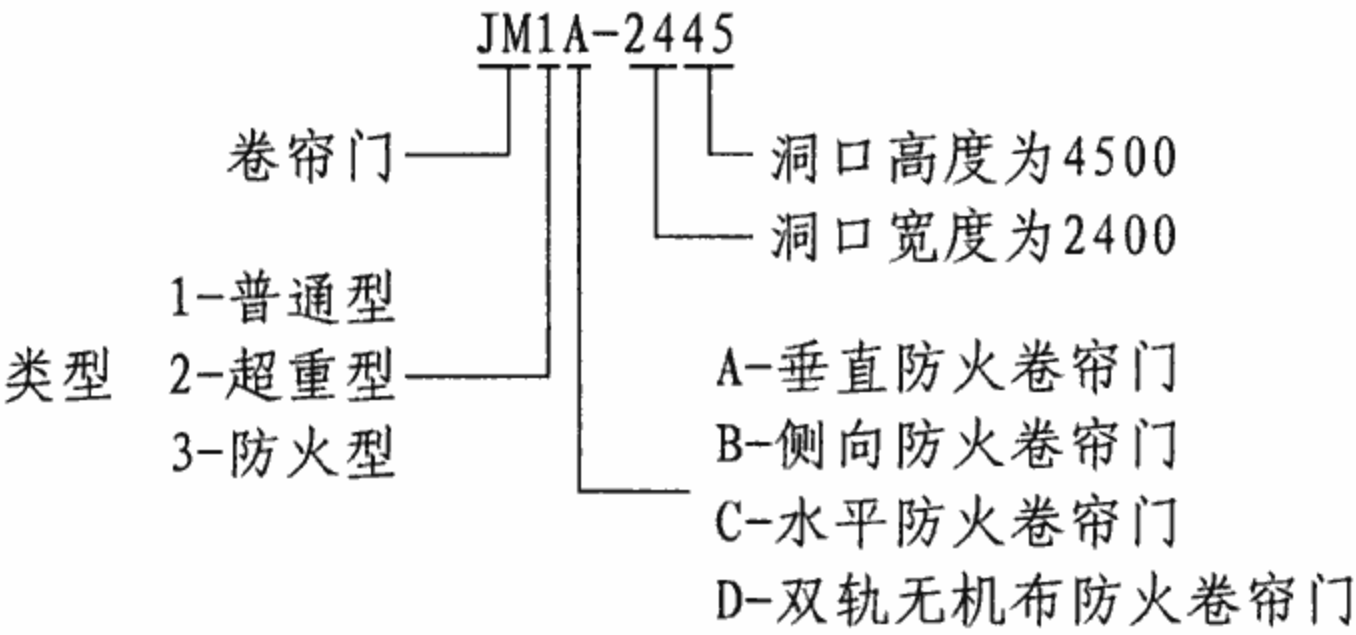 JM1A-2445
卷帘门
洞口高度为4500
洞口宽度为2400
1-普通型
类型 2-超重型
3-防火型
A-垂直防火卷帘门
B-侧向防火卷帘门
C-水平防火卷帘门
D-双轨无机布防火卷帘门